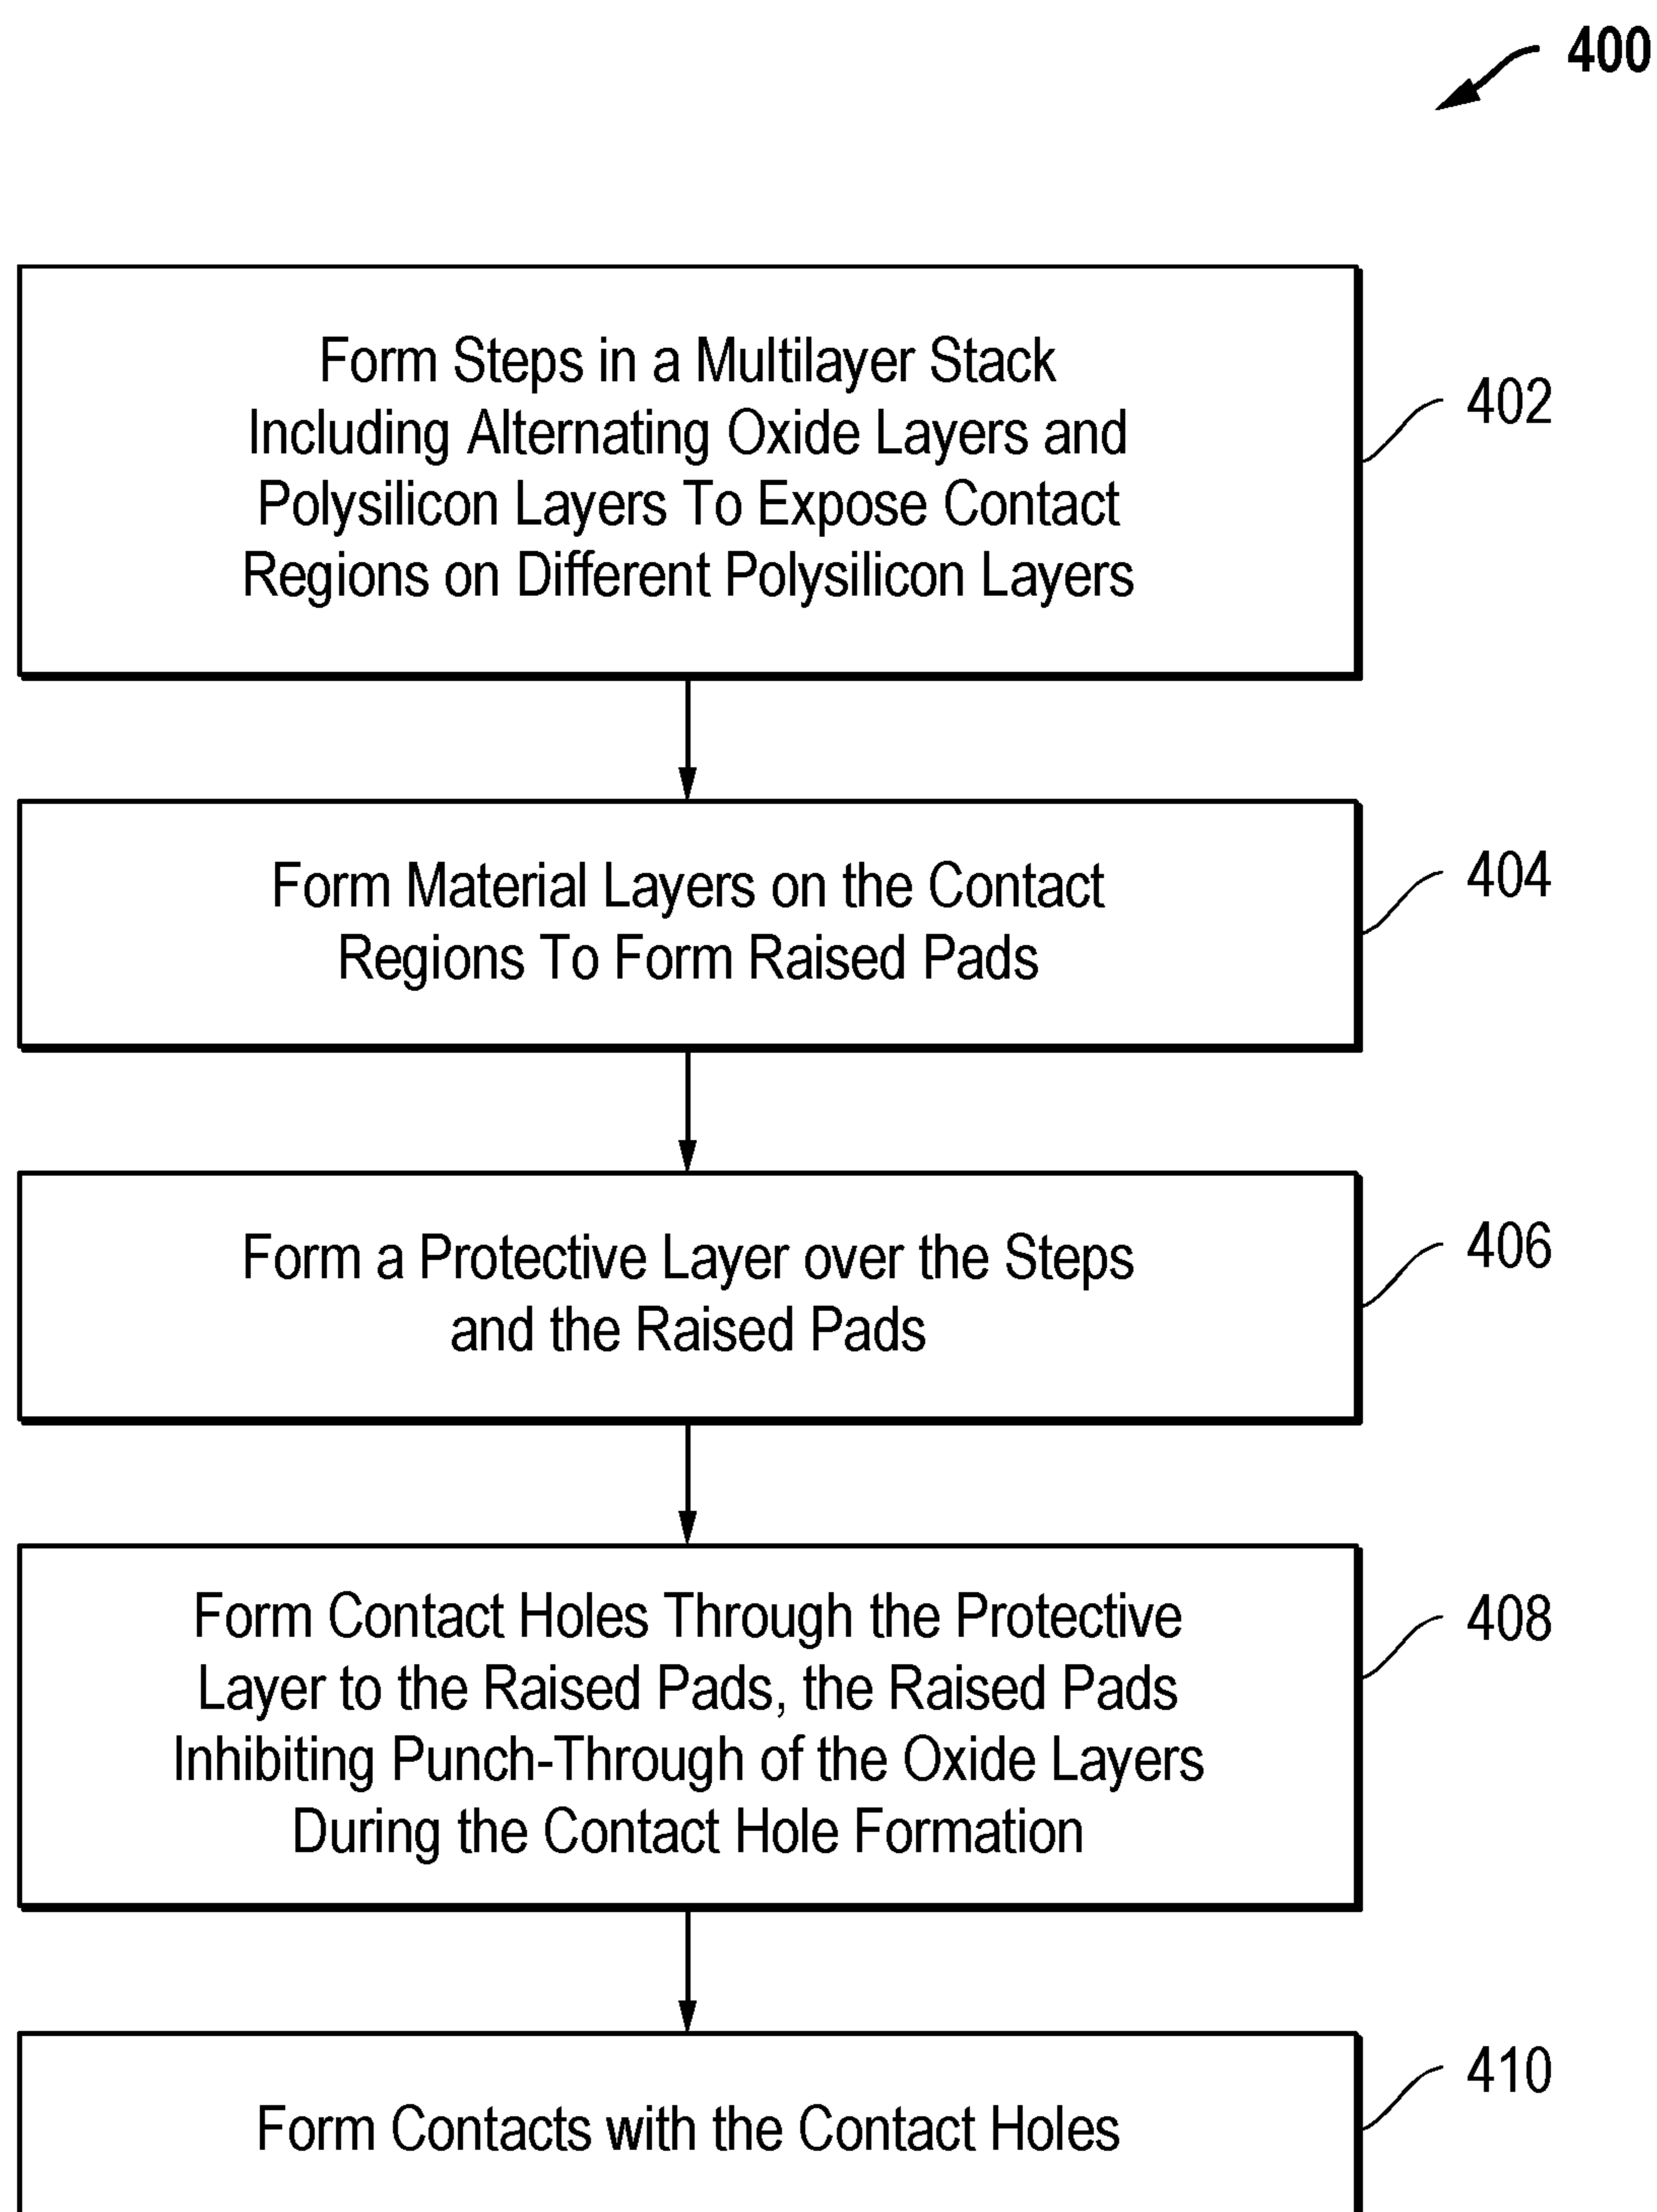 400
Form Steps in a Multilayer Stack
Including Alternating Oxide Layers and
Polysilicon Layers To Expose Contact
Regions on Different Polysilicon Layers
402
Form Material Layers on the Contact
Regions To Form Raised Pads
404
Form a Protective Layer over the Steps
and the Raised Pads
406
Form Contact Holes Through the Protective
Layer to the Raised Pads, the Raised Pads
Inhibiting Punch-Through of the Oxide Layers
During the Contact Hole Formation
408
Form Contacts with the Contact Holes
410